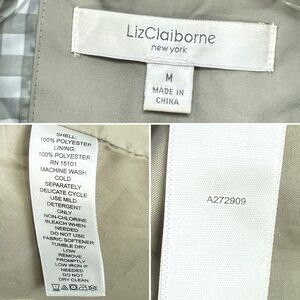 LizClaiborne
new york
M
MADE IN
CHINA
SHELL:
100% POLYESTER
LINING:
100% POLYESTER
RN 15101
MACHINE WASH
COLD
SEPARATELY
DELICATE CYCLE
USE MILD
DETERGENT
ONLY
NON-CHLORINE
BLEACH WHEN
NEEDED
DO NOT USE
FABRIC SOFTENER
TUMBLE DRY
LOW
REMOVE
PROMPTLY
LOW IRON IF
NEEDED
DO NOT DRY
CLEAN
A272909